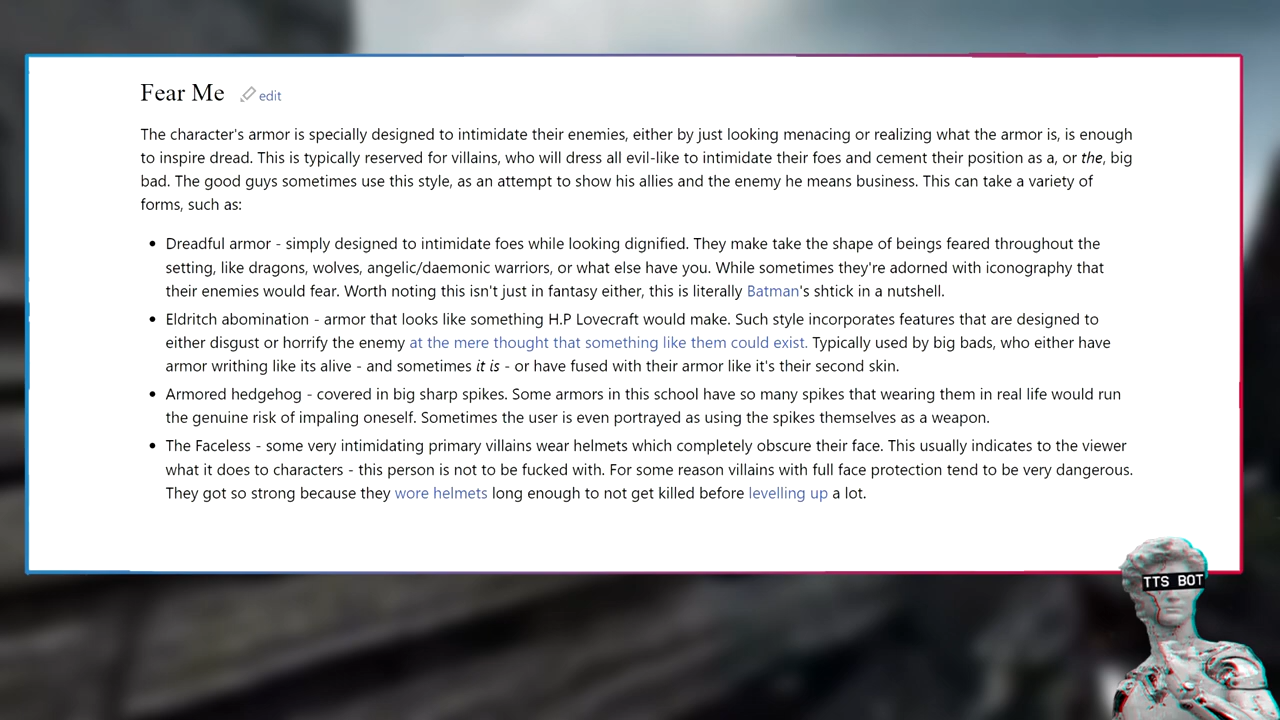 Fear Me edit
The character's armor is specially designed to intimidate their enemies, either by just looking menacing or realizing what the armor is, is enough
to inspire dread. This is typically reserved for villains, who will dress all evil-like to intimidate their foes and cement their position as a, or the, big
bad. The good guys sometimes use this style, as an attempt to show his allies and the enemy he means business. This can take a variety of
forms, such as:
• Dreadful armor - simply designed to intimidate foes while looking dignified. They make take the shape of beings feared throughout the
setting, like dragons, wolves, angelic/daemonic warriors, or what else have you. While sometimes they're adorned with iconography that
their enemies would fear. Worth noting this isn't just in fantasy either, this is literally Batman's shtick in a nutshell.
• Eldritch abomination - armor that looks like something H.P Lovecraft would make. Such style incorporates features that are designed to
either disgust or horrify the enemy at the mere thought that something like them could exist. Typically used by big bads, who either have
armor writhing like its alive - and sometimes it is - or have fused with their armor like it's their second skin.
• Armored hedgehog - covered in big sharp spikes. Some armors in this school have so many spikes that wearing them in real life would run
the genuine risk of impaling oneself. Sometimes the user is even portrayed as using the spikes themselves as a weapon.
• The Faceless - some very intimidating primary villains wear helmets which completely obscure their face. This usually indicates to the viewer
what it does to characters - this person is not to be fucked with. For some reason villains with full face protection tend to be very dangerous.
They got so strong because they wore helmets long enough to not get killed before levelling up a lot.
TTS BOT